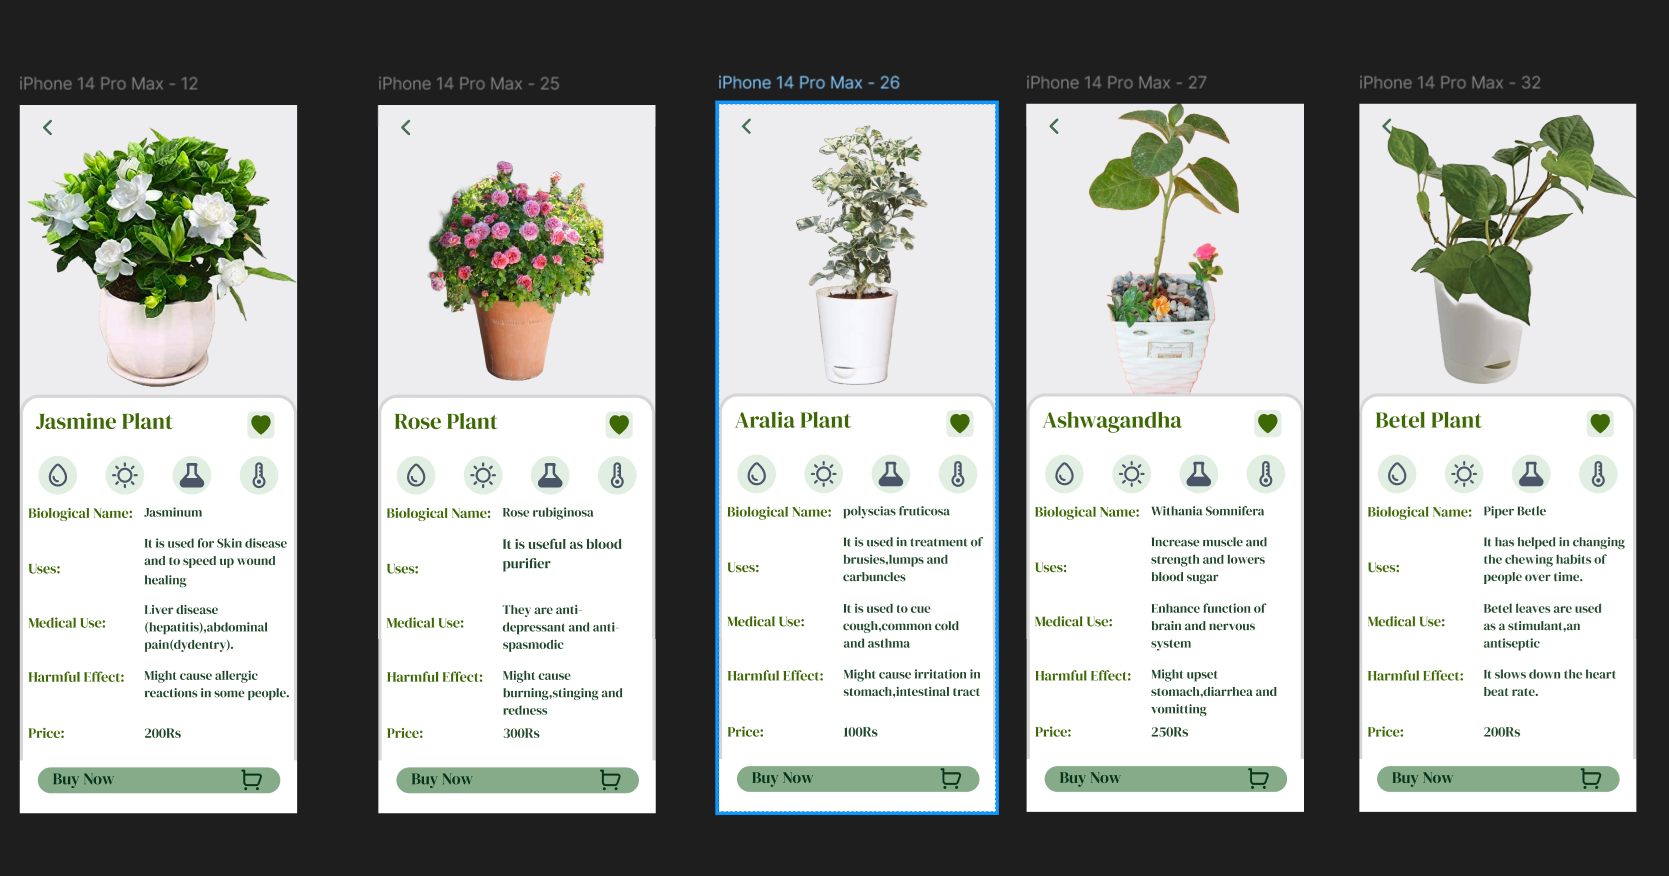 iPhone 14 Pro Max - 12
Jasmine Plant
Biological Name: Jasminum
Uses: It is used for Skin disease
and to speed up wound
healing
Medical Use: Liver disease
(hepatitis),abdominal
pain(dydentry).
Harmful Effect: Might cause allergic
reactions in some people.
Price: 200Rs
Buy Now
iPhone 14 Pro Max - 25
Rose Plant
Biological Name: Rose rubiginosa
Uses: It is useful as blood
purifier
Medical Use: They are anti-
depressant and anti-
spasmodic
Harmful Effect: Might cause
burning,stinging and
redness
Price: 300Rs
Buy Now
iPhone 14 Pro Max - 26
Aralia Plant
Biological Name: polyscias fruticosa
Uses: It is used in treatment of
brusies,lumps and
carbuncles
Medical Use: It is used to cue
cough,common cold
and asthma
Harmful Effect: Might cause irritation in
stomach,intestinal tract
Price: 100Rs
Buy Now
iPhone 14 Pro Max - 27
Ashwagandha
Biological Name: Withania Somnifera
Uses: Increase muscle and
strength and lowers
blood sugar
Medical Use: Enhance function of
brain and nervous
system
Harmful Effect: Might upset
stomach,diarrhea and
vomitting
Price: 250Rs
Buy Now
iPhone 14 Pro Max - 32
Betel Plant
Biological Name: Piper Betle
Uses: It has helped in changing
the chewing habits of
people over time.
Medical Use: Betel leaves are used
as a stimulant,an
antiseptic
Harmful Effect: It slows down the heart
beat rate.
Price: 200Rs
Buy Now